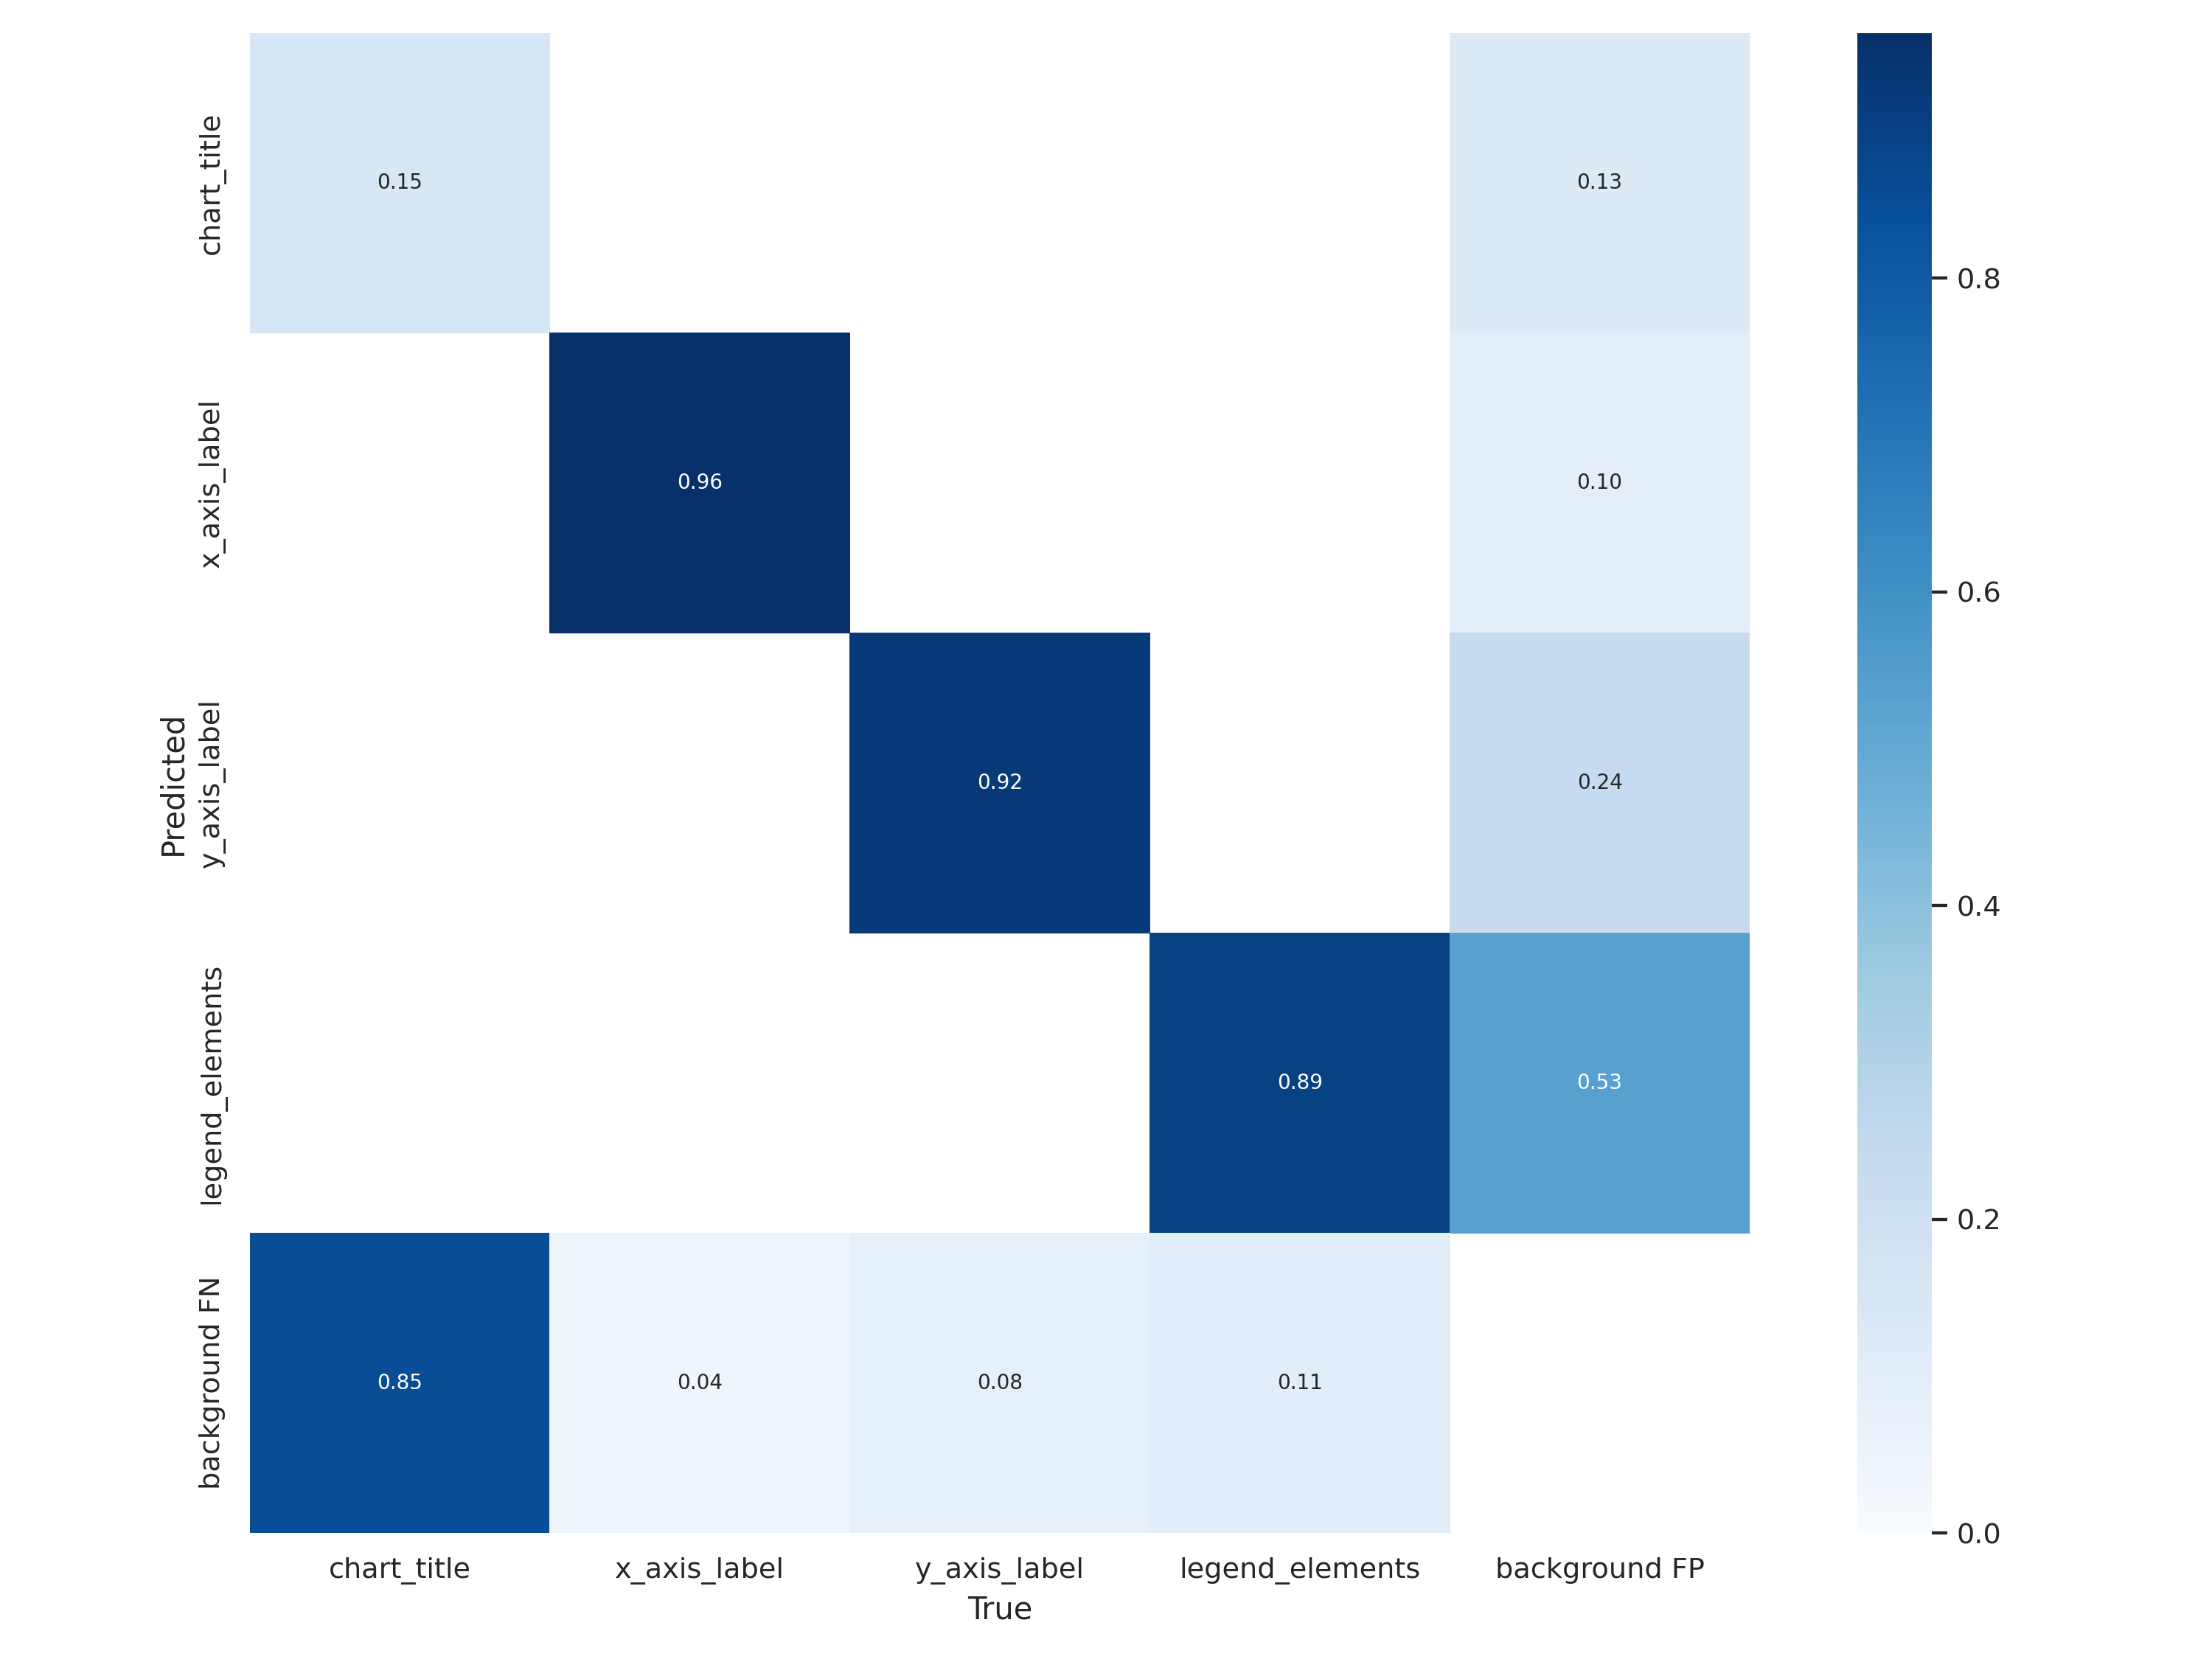 chart_title
0.15
0.13
x_axis_label
0.96
0.10
Predicted
y_axis_label
0.92
0.24
legend_elements
0.89
0.53
background FN
0.85
0.04
0.08
0.11
chart_title
x_axis_label
y_axis_label
legend_elements
background FP
True
0.8
0.6
0.4
0.2
0.0